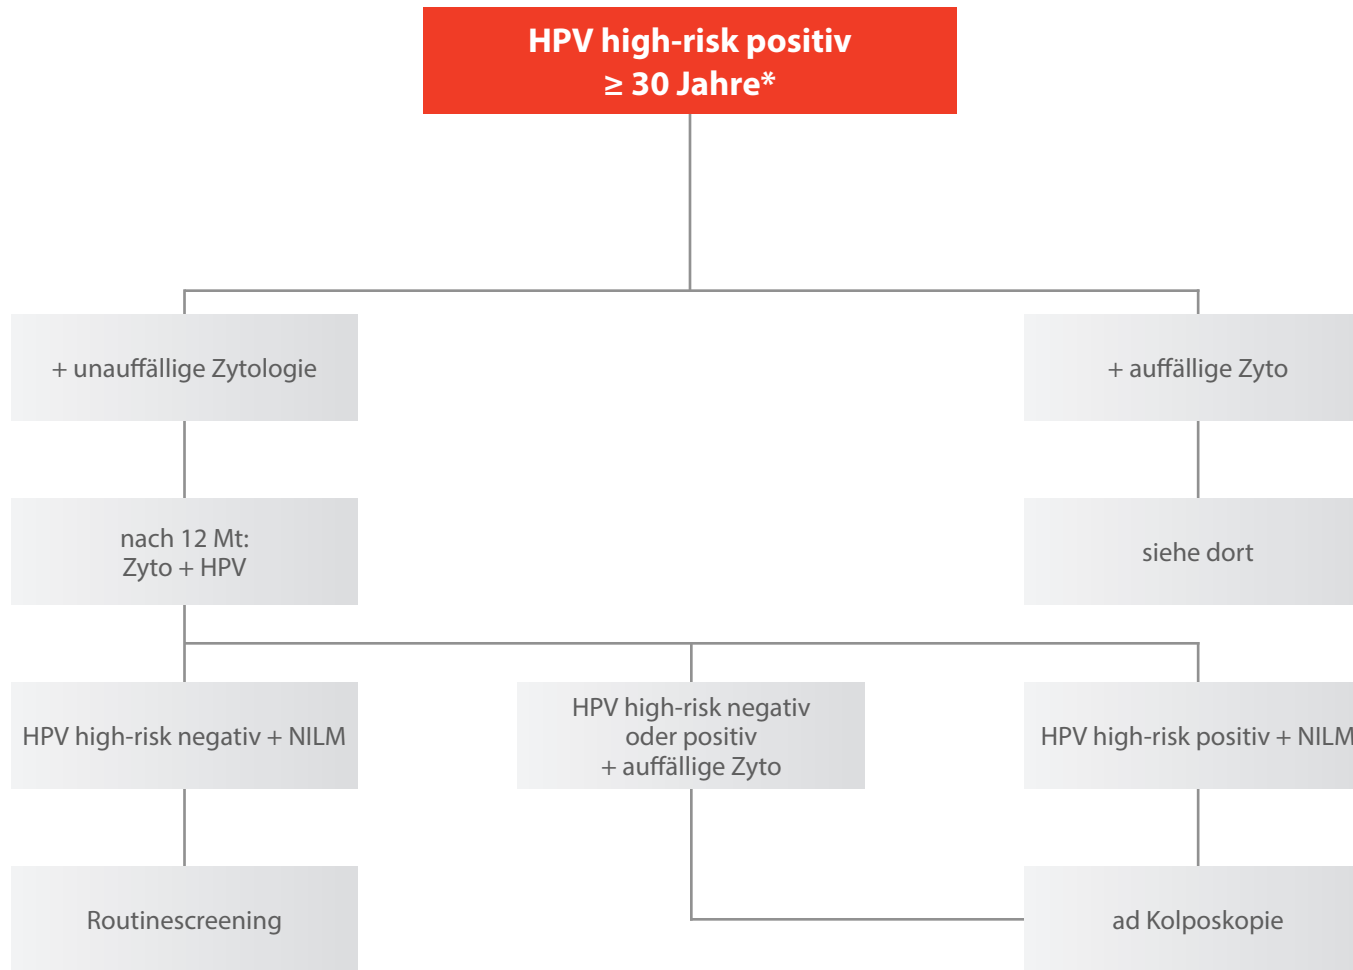 HPV high-risk positiv
≥ 30 Jahre*
+ unauffällige Zytologie
+ auffällige Zyto
nach 12 Mt:
Zyto + HPV
siehe dort
HPV high-risk negativ + NILM
HPV high-risk negativ
oder positiv
+ auffällige Zyto
HPV high-risk positiv + NILM
Routinescreening
ad Kolposkopie